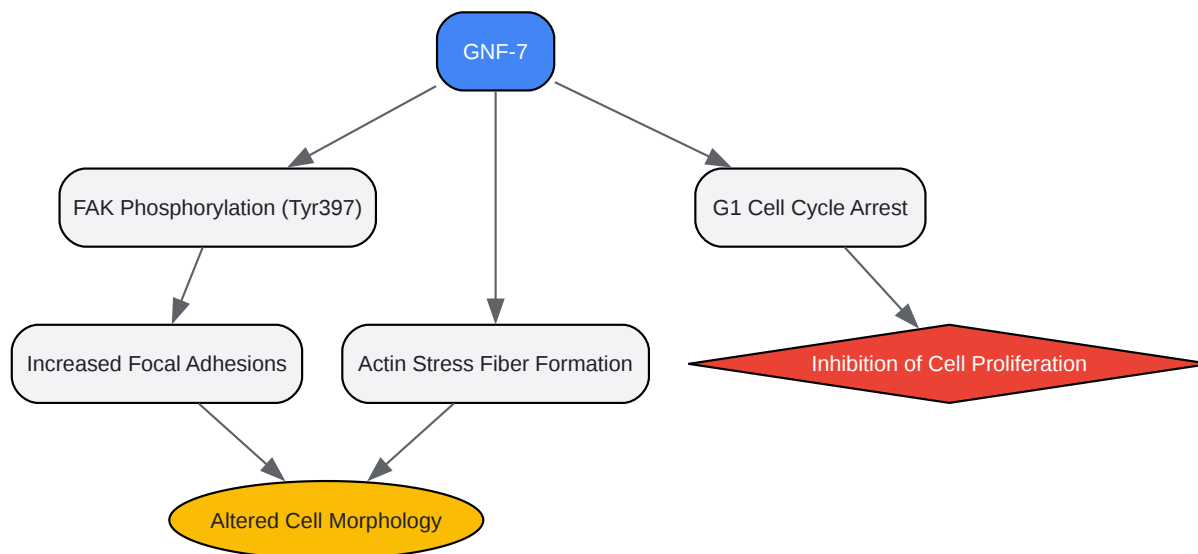 GNF-7
FAK Phosphorylation (Tyr397)
G1 Cell Cycle Arrest
Increased Focal Adhesions
Actin Stress Fiber Formation
Inhibition of Cell Proliferation
Altered Cell Morphology